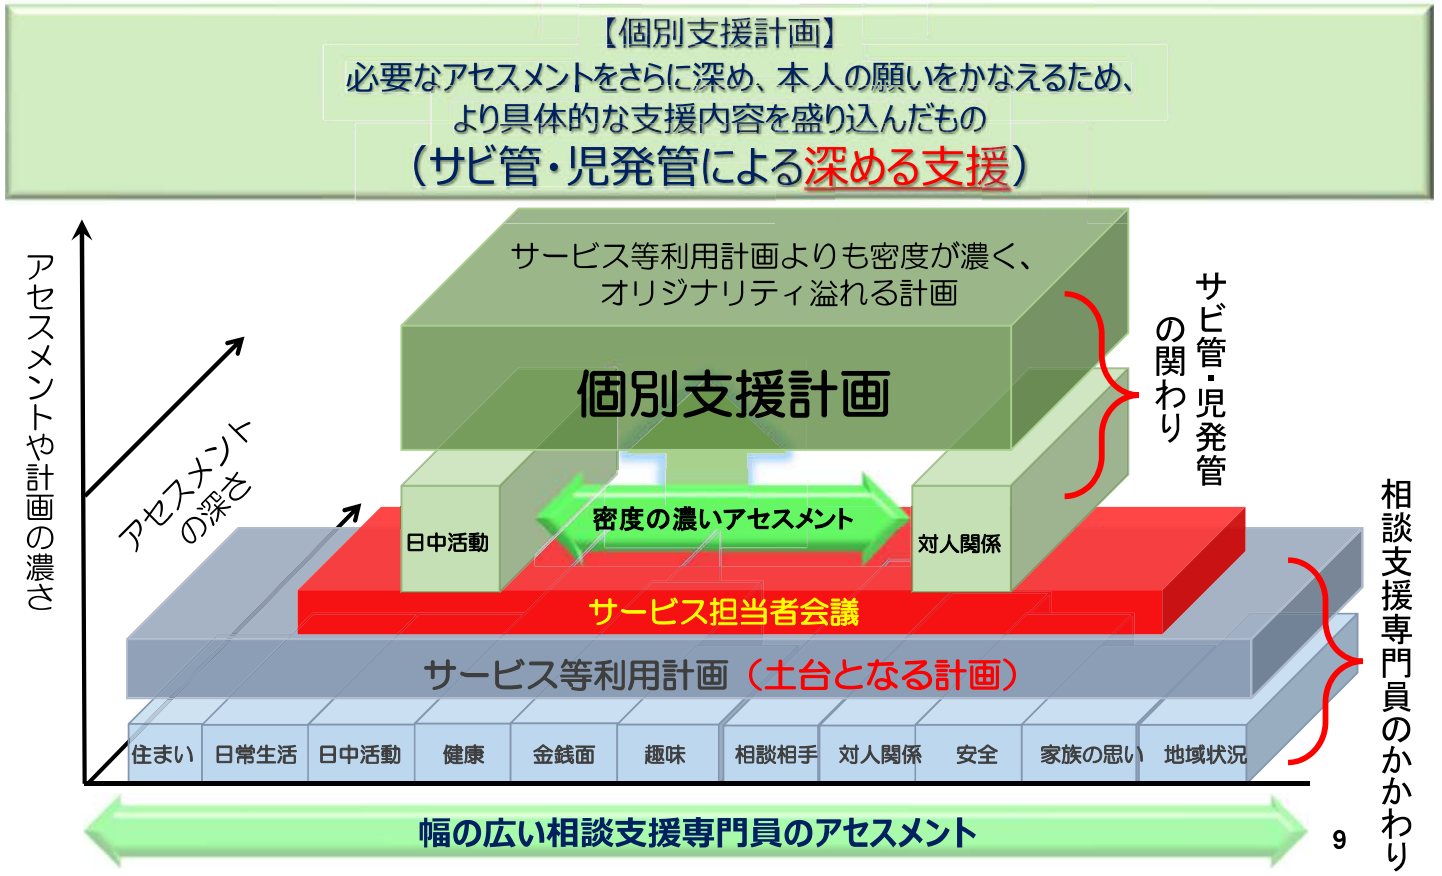 【個別支援計画】
必要なアセスメントをさらに深め、本人の願いをかなえるため、
より具体的な支援内容を盛り込んだもの
（サビ管・児発管による深める支援）
アセスメントや計画の濃さ
アセスメント
の深さ
サービス等利用計画よりも密度が濃く、
オリジナリティ溢れる計画
個別支援計画
サビ管・児発管
の関わり
密度の濃いアセスメント
日中活動
対人関係
サービス担当者会議
サービス等利用計画（土台となる計画）
相談支援専門員のかかわり
住まい
日常生活
日中活動
健康
金銭面
趣味
相談相手
対人関係
安全
家族の思い
地域状況
幅の広い相談支援専門員のアセスメント
9